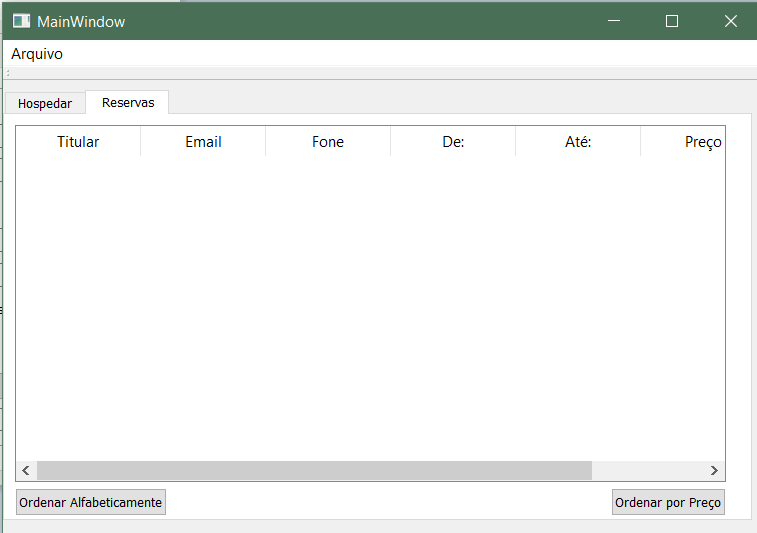 MainWindow
Arquivo
Hospedar Reservas
Titular Email Fone De: Até: Preço
Ordenar Alfabeticamente Ordenar por Preço